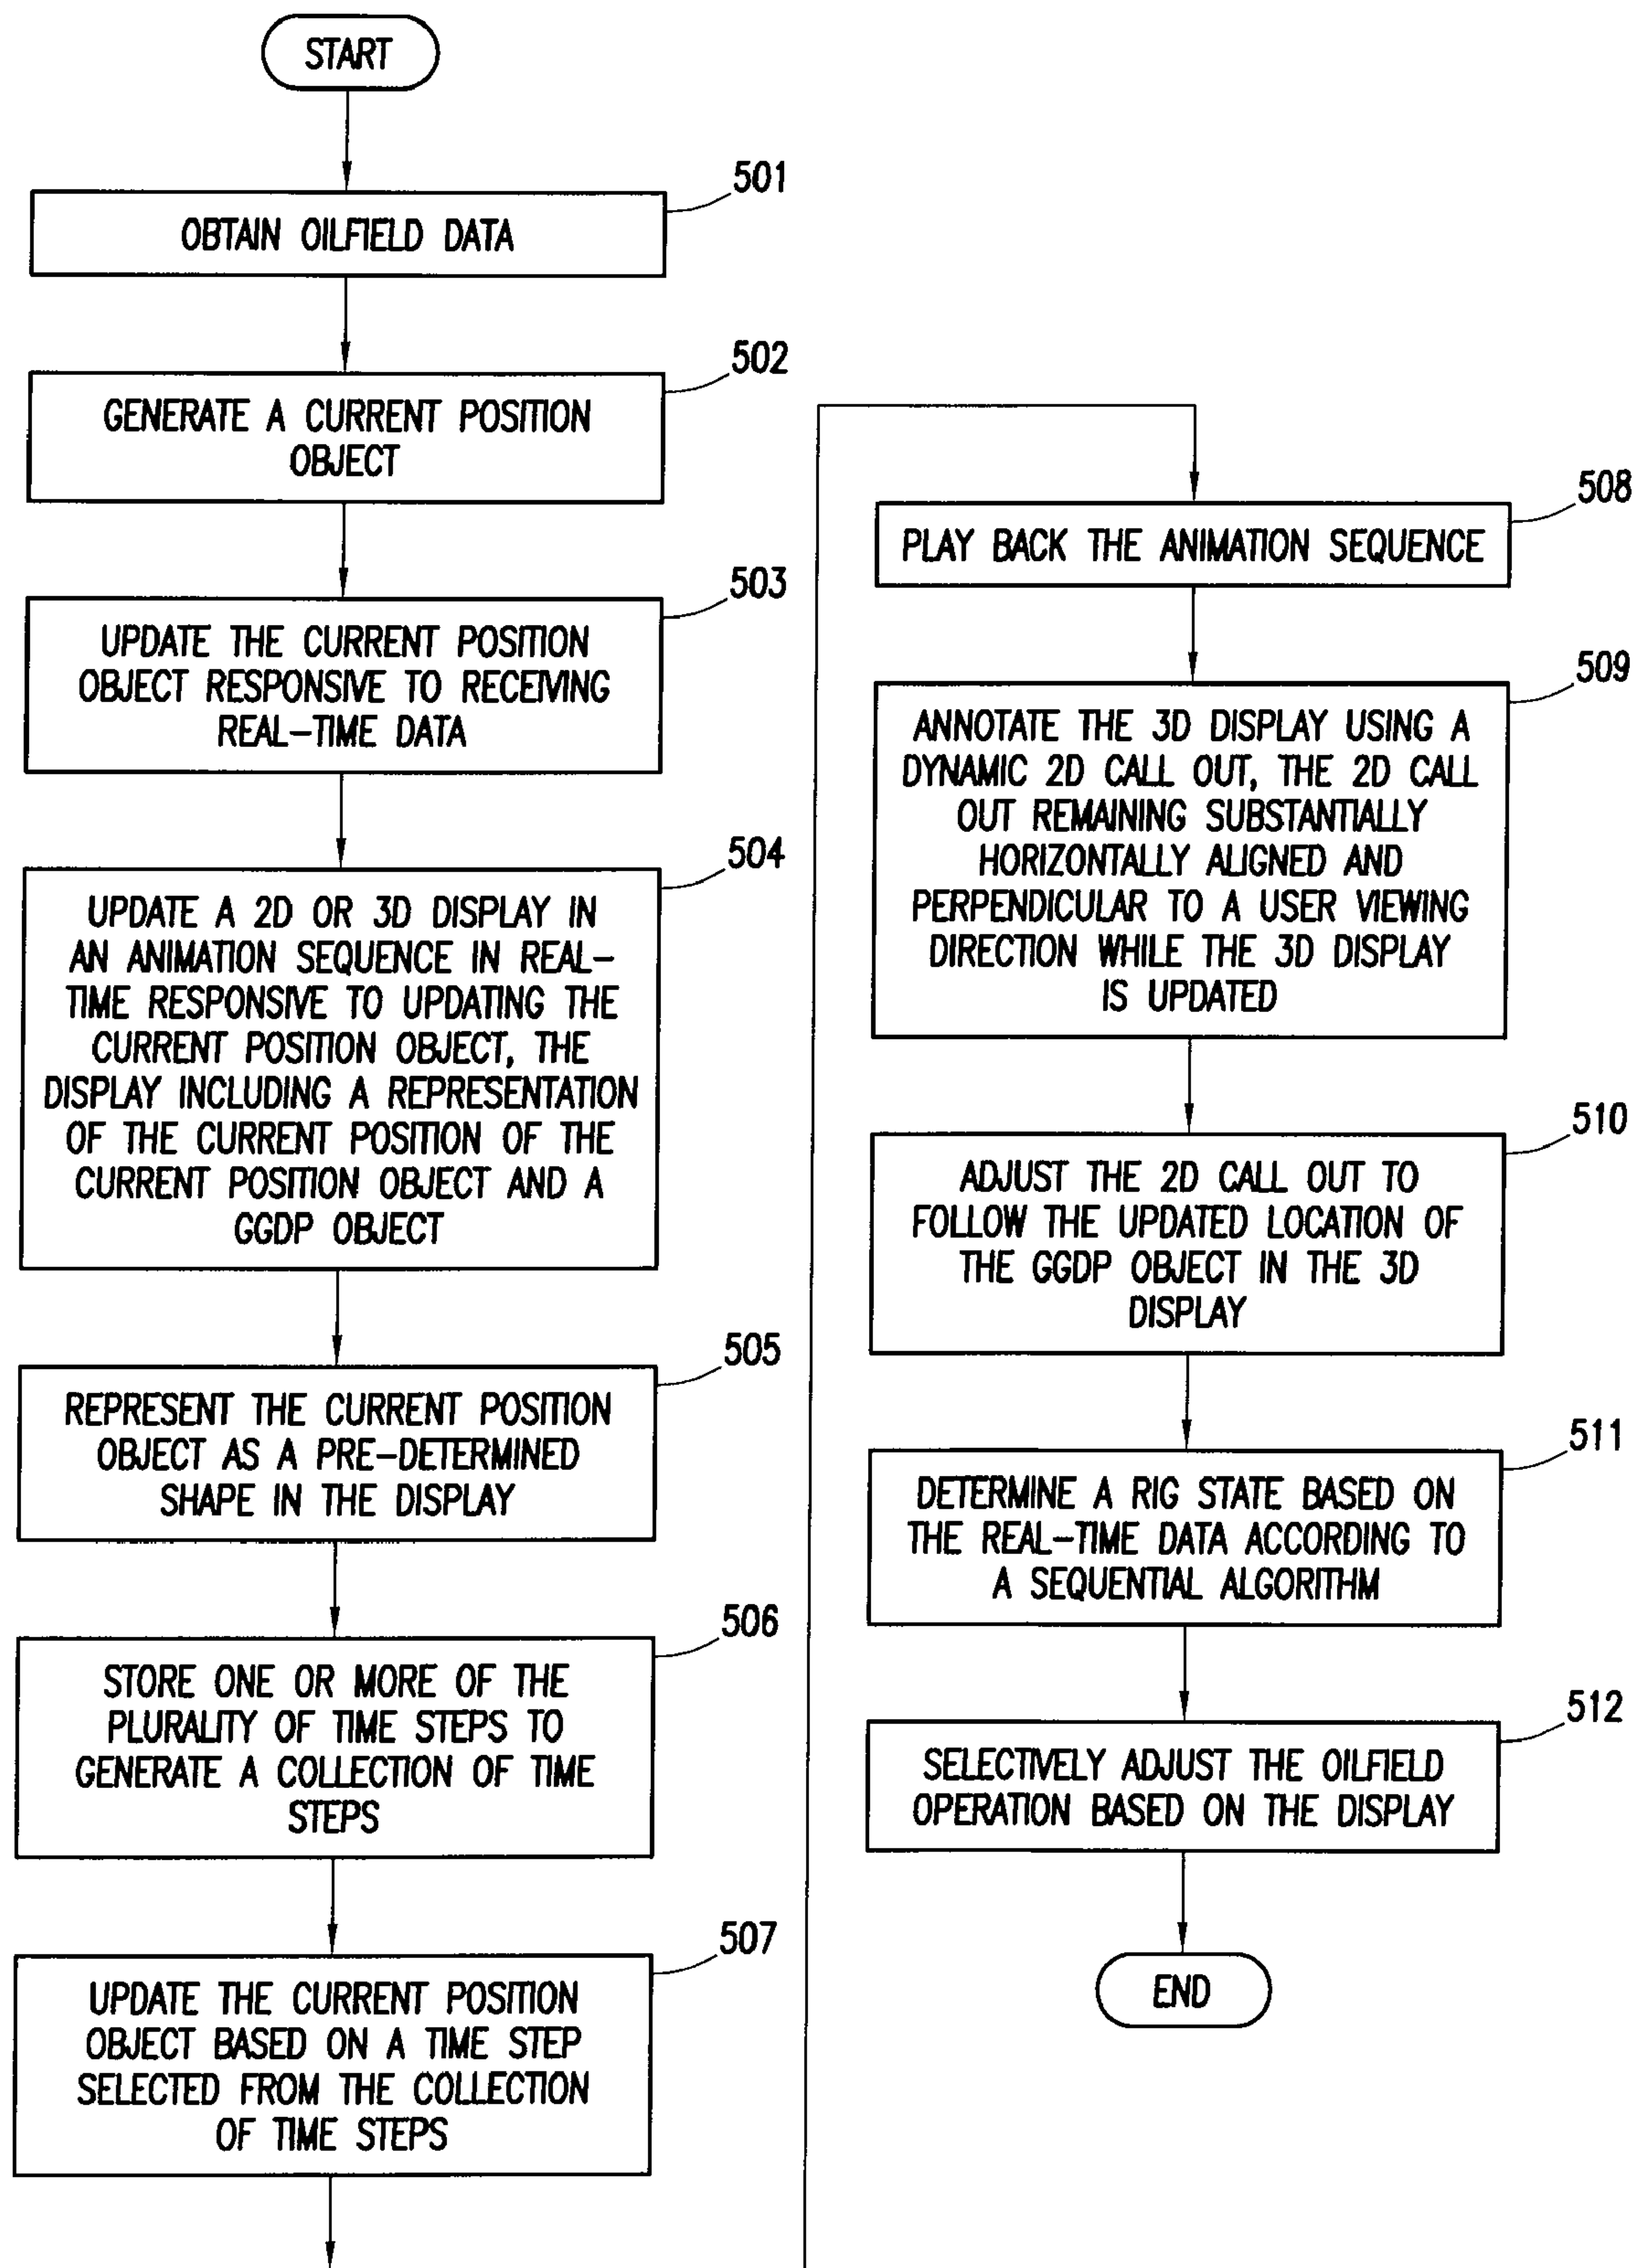 START
501
OBTAIN OILFIELD DATA
502
GENERATE A CURRENT POSITION
OBJECT
503
UPDATE THE CURRENT POSITION
OBJECT RESPONSIVE TO RECEIVING
REAL-TIME DATA
504
UPDATE A 2D OR 3D DISPLAY IN
AN ANIMATION SEQUENCE IN REAL-
TIME RESPONSIVE TO UPDATING THE
CURRENT POSITION OBJECT, THE
DISPLAY INCLUDING A REPRESENTATION
OF THE CURRENT POSITION OF THE
CURRENT POSITION OBJECT AND A
GGDP OBJECT
505
REPRESENT THE CURRENT POSITION
OBJECT AS A PRE-DETERMINED
SHAPE IN THE DISPLAY
506
STORE ONE OR MORE OF THE
PLURALITY OF TIME STEPS TO
GENERATE A COLLECTION OF TIME
STEPS
507
UPDATE THE CURRENT POSITION
OBJECT BASED ON A TIME STEP
SELECTED FROM THE COLLECTION
OF TIME STEPS
508
PLAY BACK THE ANIMATION SEQUENCE
509
ANNOTATE THE 3D DISPLAY USING A
DYNAMIC 2D CALL OUT, THE 2D CALL
OUT REMAINING SUBSTANTIALLY
HORIZONTALLY ALIGNED AND
PERPENDICULAR TO A USER VIEWING
DIRECTION WHILE THE 3D DISPLAY
IS UPDATED
510
ADJUST THE 2D CALL OUT TO
FOLLOW THE UPDATED LOCATION OF
THE GGDP OBJECT IN THE 3D
DISPLAY
511
DETERMINE A RIG STATE BASED ON
THE REAL-TIME DATA ACCORDING TO
A SEQUENTIAL ALGORITHM
512
SELECTIVELY ADJUST THE OILFIELD
OPERATION BASED ON THE DISPLAY
END